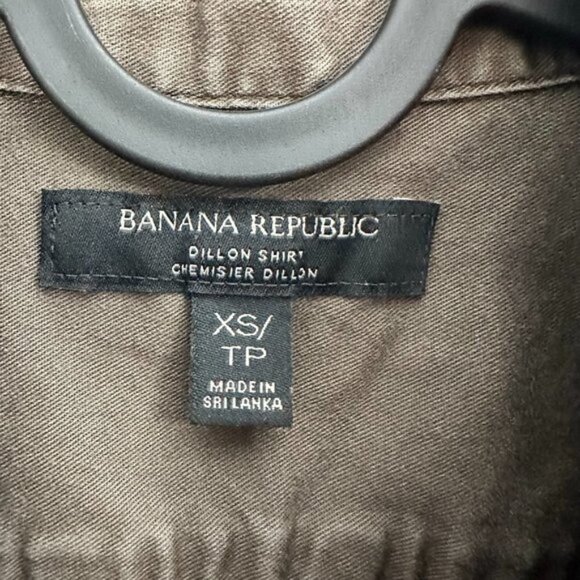 BANANA REPUBLIC
DILLON SHIRT
CHEMISIER DILLON
XS/
TP
MADE IN
SRI LANKA